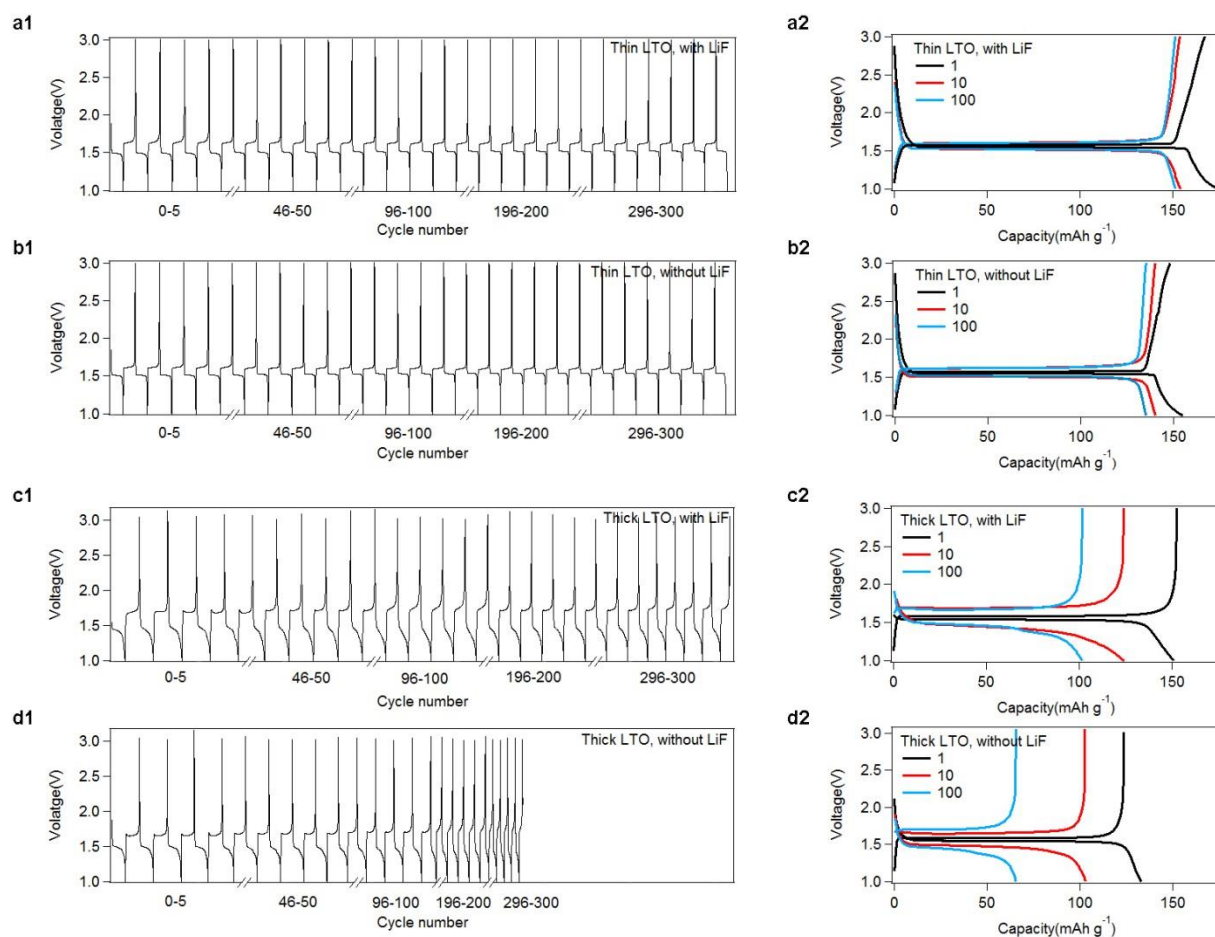 a1
3.0
2.5
2.0
1.5
1.0
Volatge(V)
Thin LTO, with LiF
0-5
46-50
96-100
196-200
296-300
Cycle number
a2
3.0
2.5
2.0
1.5
1.0
Voltage(V)
Thin LTO, with LiF
1
10
100
0
50
100
150
Capacity(mAh g-1)
b1
3.0
2.5
2.0
1.5
1.0
Volatge(V)
Thin LTO, without LiF
0-5
46-50
96-100
196-200
296-300
Cycle number
b2
3.0
2.5
2.0
1.5
1.0
Voltage(V)
Thin LTO, without LiF
1
10
100
0
50
100
150
Capacity(mAh g-1)
c1
3.0
2.5
2.0
1.5
1.0
Volatge(V)
Thick LTO, with LiF
0-5
46-50
96-100
196-200
296-300
Cycle number
c2
3.0
2.5
2.0
1.5
1.0
Voltage(V)
Thick LTO, with LiF
1
10
100
0
50
100
150
Capacity(mAh g-1)
d1
3.0
2.5
2.0
1.5
1.0
Volatge(V)
Thick LTO, without LiF
0-5
46-50
96-100
196-200
296-300
Cycle number
d2
3.0
2.5
2.0
1.5
1.0
Voltage(V)
Thick LTO, without LiF
1
10
100
0
50
100
150
Capacity(mAh g-1)